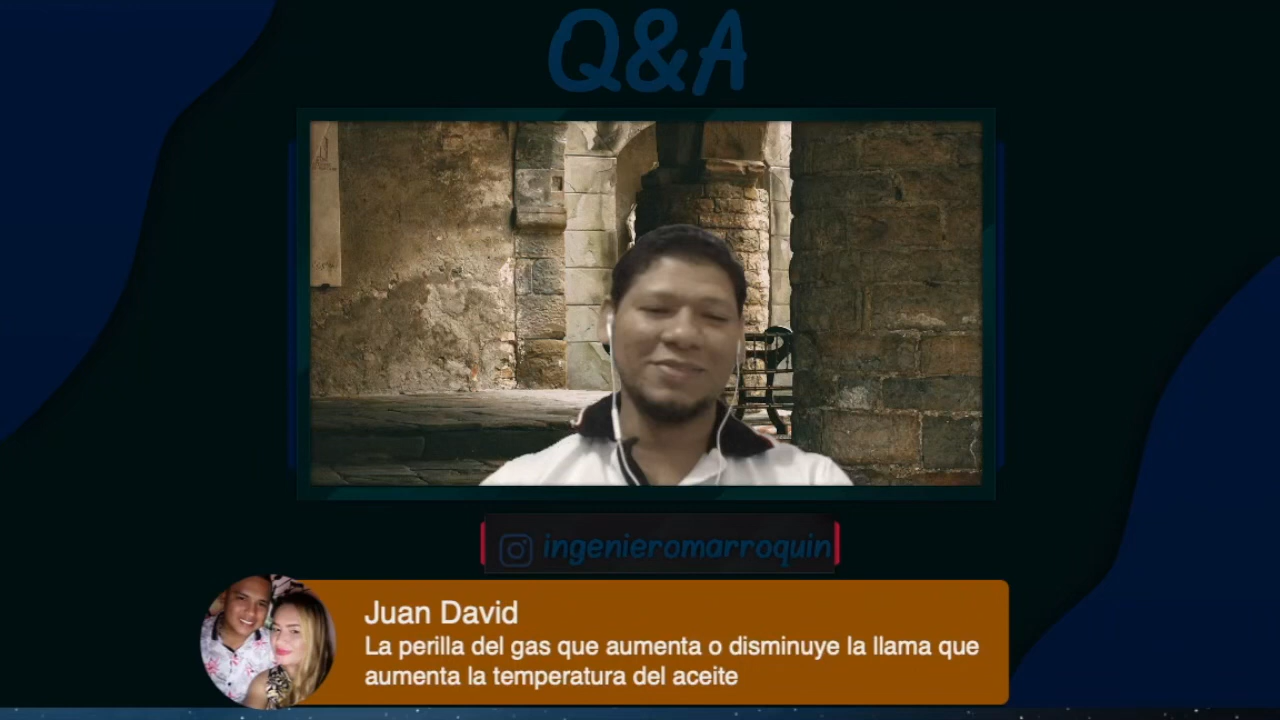 Q&A
ingenieromarroquin
Juan David
La perilla del gas que aumenta o disminuye la llama que
aumenta la temperatura del aceite